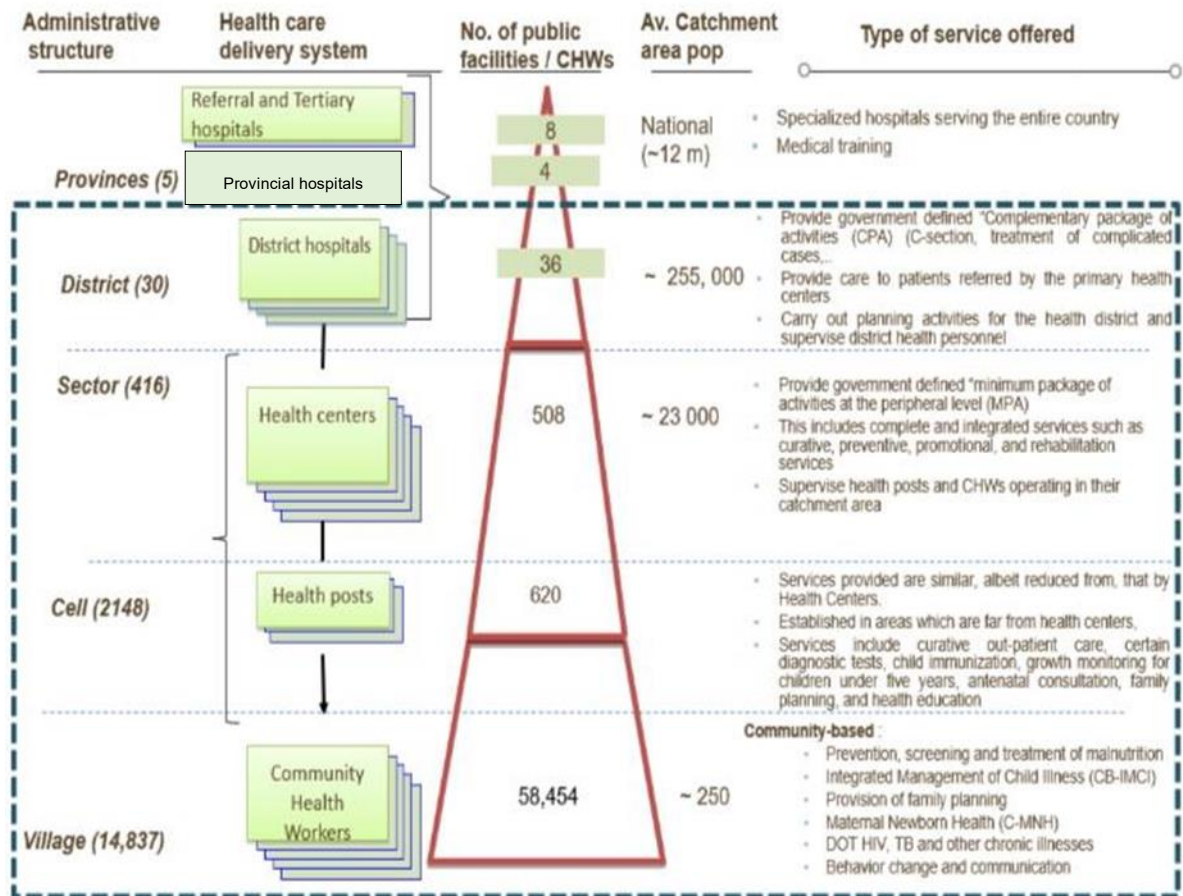 Administrative
structure
Health care
delivery system
No. of public
facilities / CHWs
Av. Catchment
area pop
Type of service offered
Referral and Tertiary
hospitals
8
National
(~12 m)
Specialized hospitals serving the entire country
Medical training
Provinces (5)
Provincial hospitals
4
District (30)
District hospitals
36
~ 255, 000
Provide government defined "Complementary package of
activities (CPA) (C-section, treatment of complicated
cases,..
Provide care to patients referred by the primary health
centers
Carry out planning activities for the health district and
supervise district health personnel
Sector (416)
Health centers
508
~ 23 000
Provide government defined "minimum package of
activities at the peripheral level (MPA)
This includes complete and integrated services such as
curative, preventive, promotional, and rehabilitation
services
Supervise health posts and CHWs operating in their
catchment area
Cell (2148)
Health posts
620
Services provided are similar, albeit reduced from, that by
Health Centers.
Established in areas which are far from health centers,
Services include curative out-patient care, certain
diagnostic tests, child immunization, growth monitoring for
children under five years, antenatal consultation, family
planning, and health education
Village (14,837)
Community
Health
Workers
58,454
~ 250
Community-based :
Prevention, screening and treatment of malnutrition
Integrated Management of Child Illness (CB-IMCI)
Provision of family planning
Maternal Newborn Health (C-MNH)
DOT HIV, TB and other chronic illnesses
Behavior change and communication